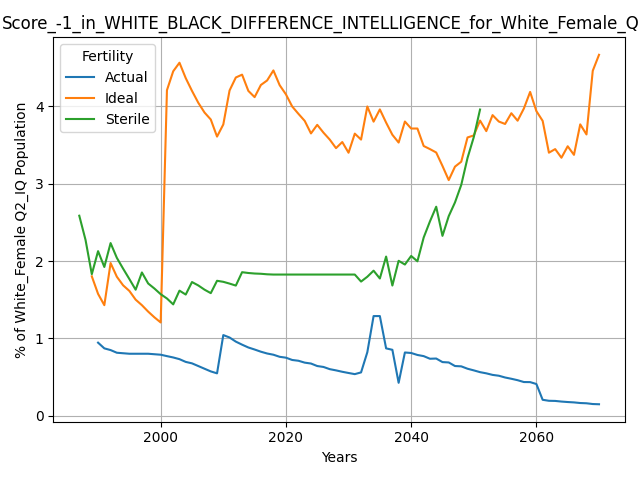 Score_-1_in_WHITE_BLACK_DIFFERENCE_INTELLIGENCE_for_White_Female_Q
Fertility
Actual
Ideal
Sterile
% of White_Female Q2_IQ Population
4
3
2
1
0
2000 2020 2040 2060
Years